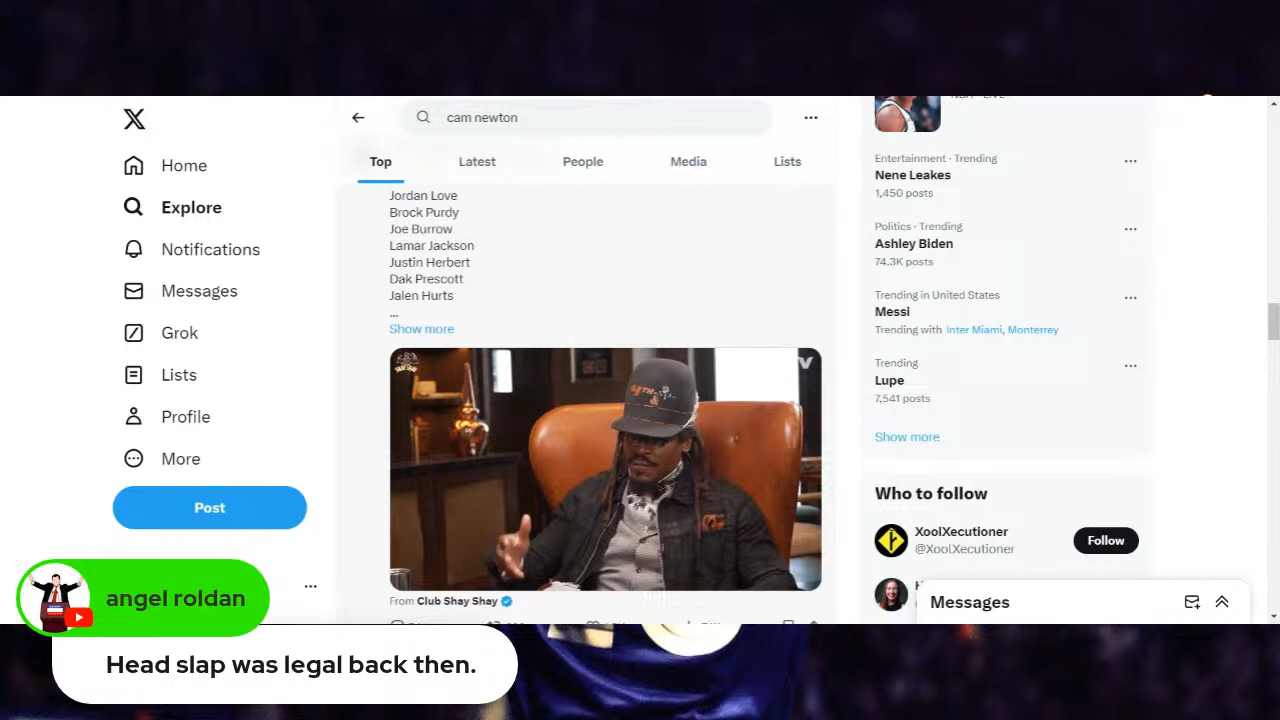 cam newton
Top
Latest
People
Media
Lists
Home
Explore
Notifications
Messages
Grok
Lists
Profile
More
Post
Jordan Love
Brock Purdy
Joe Burrow
Lamar Jackson
Justin Herbert
Dak Prescott
Jalen Hurts
...
Show more
From Club Shay Shay
Entertainment · Trending
Nene Leakes
1,450 posts
Politics · Trending
Ashley Biden
74.3K posts
Trending in United States
Messi
Trending with Inter Miami, Monterrey
Trending
Lupe
7,541 posts
Show more
Who to follow
XoolXecutioner
@XoolXecutioner
Follow
Messages
angel roldan
Head slap was legal back then.